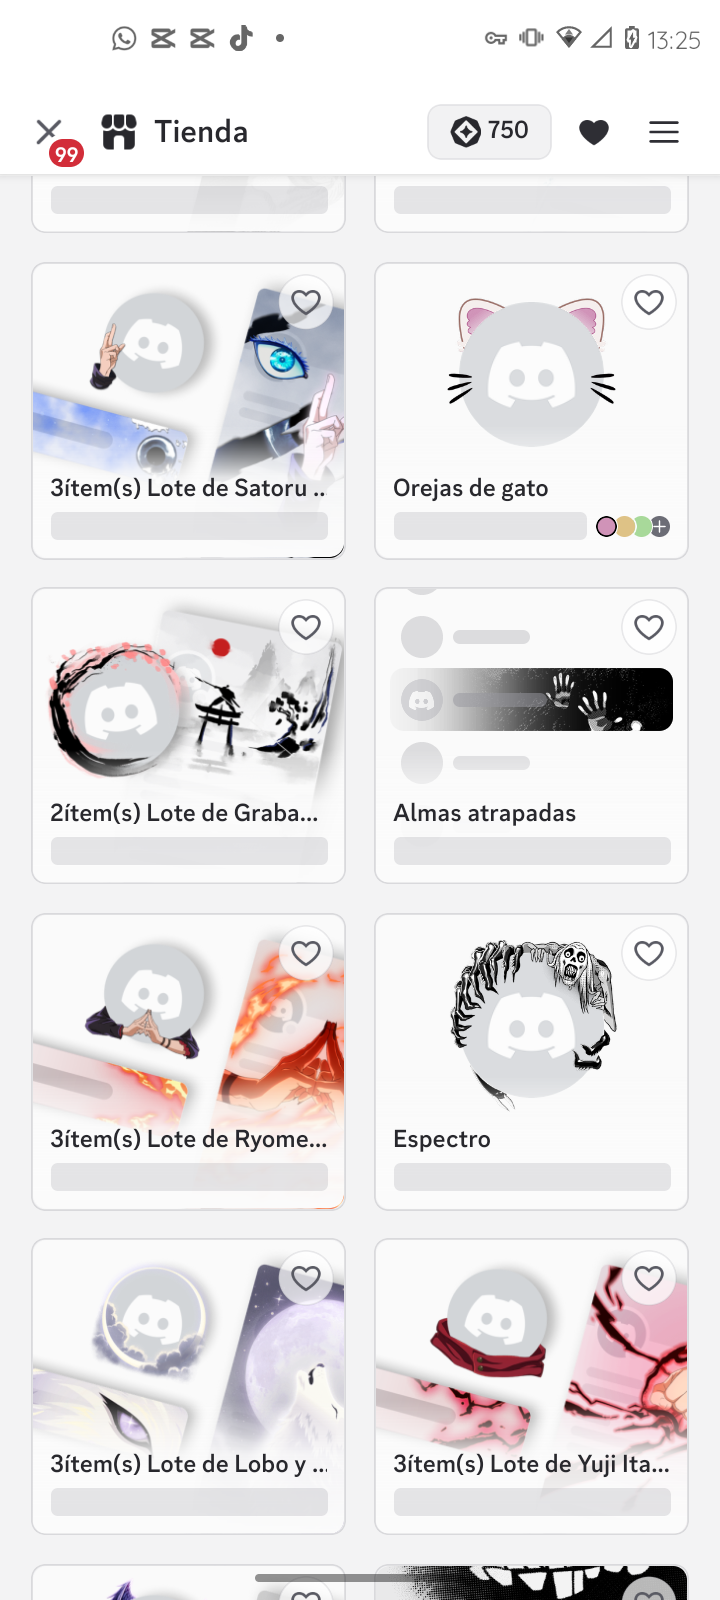 13:25
99
Tienda
750
3ítem(s) Lote de Satoru ..
Orejas de gato
2ítem(s) Lote de Graba...
Almas atrapadas
3ítem(s) Lote de Ryome...
Espectro
3ítem(s) Lote de Lobo y ...
3ítem(s) Lote de Yuji Ita...